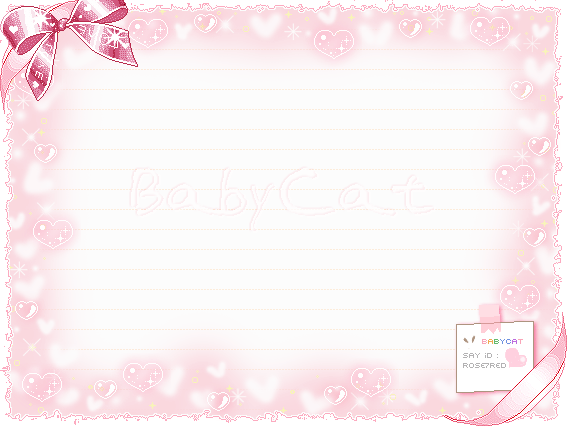 BabyCat
BABYCAT
SAY iD :
ROSE7RED